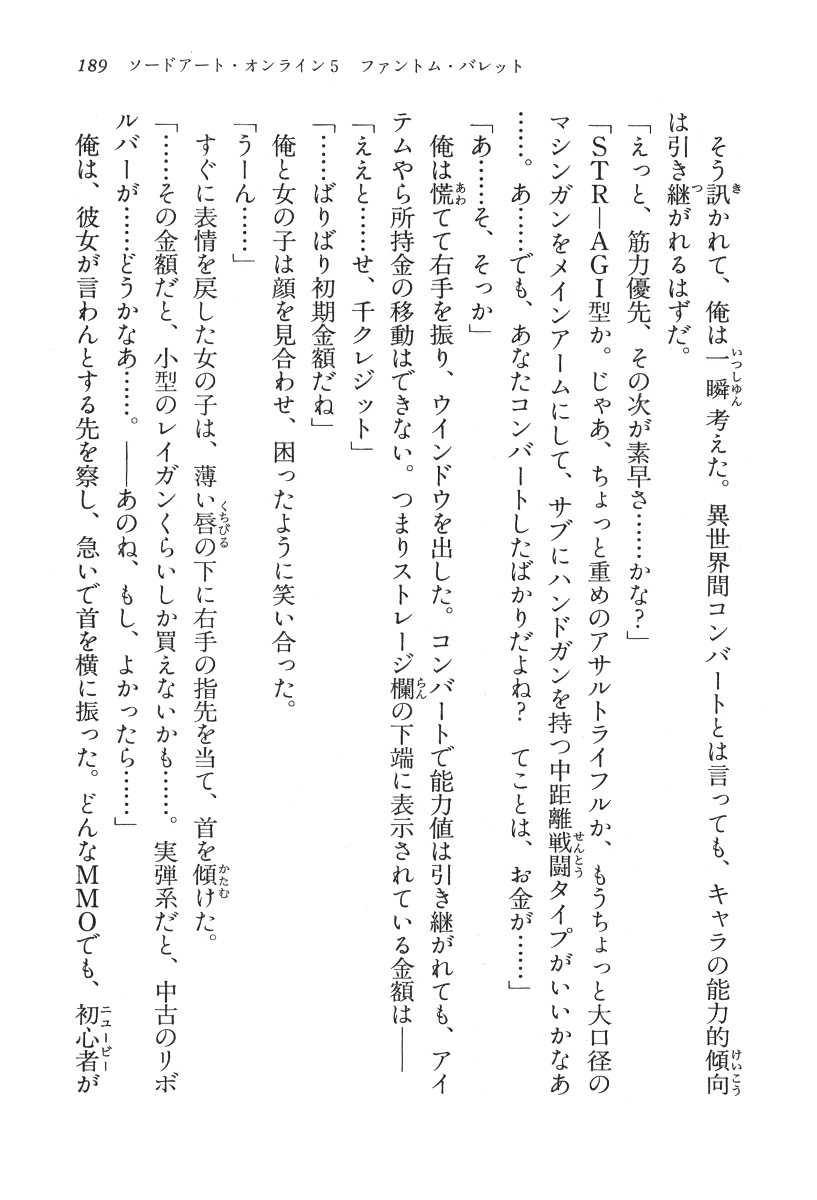 189　ソードアート・オンライン5　ファントム・バレット
　そう訊かれて、俺は一瞬考えた。異世界間コンバートとは言っても、キャラの能力的傾向
は引き継がれるはずだ。
「えっと、筋力優先、その次が素早さ……かな？」
「ＳＴＲ―ＡＧＩ型か。じゃあ、ちょっと重めのアサルトライフルか、もうちょっと大口径の
マシンガンをメインアームにして、サブにハンドガンを持つ中距離戦闘タイプがいいかなあ
……。あ……でも、あなたコンバートしたばかりだよね？　てことは、お金が……」
「あ……そ、そっか」
　俺は慌てて右手を振り、ウインドウを出した。コンバートで能力値は引き継がれても、アイ
テムやら所持金の移動はできない。つまりストレージ欄の下端に表示されている金額は――
「ええと……せ、千クレジット」
「……ばりばり初期金額だね」
　俺と女の子は顔を見合わせ、困ったように笑い合った。
「うーん……」
　すぐに表情を戻した女の子は、薄い唇の下に右手の指先を当て、首を傾けた。
「……その金額だと、小型のレイガンくらいしか買えないかも……。実弾系だと、中古のリボ
ルバーが……どうかなあ……。――あのね、もし、よかったら……」
　俺は、彼女が言わんとする先を察し、急いで首を横に振った。どんなＭＭＯでも、初心者が